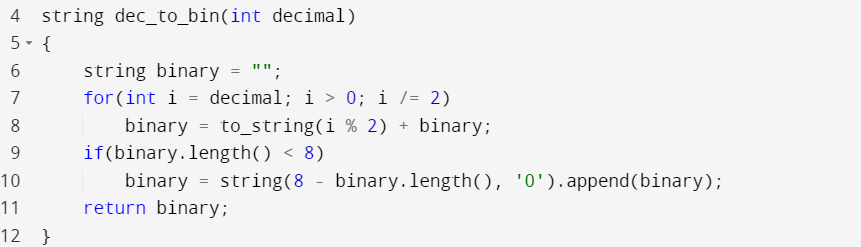 4 string dec_to_bin(int decimal)
5 {
6 string binary = "";
7 for(int i = decimal; i > 0; i /= 2)
8 binary = to_string(i % 2) + binary;
9 if(binary.length() < 8)
10 binary = string(8 - binary.length(), '0').append(binary);
11 return binary;
12 }